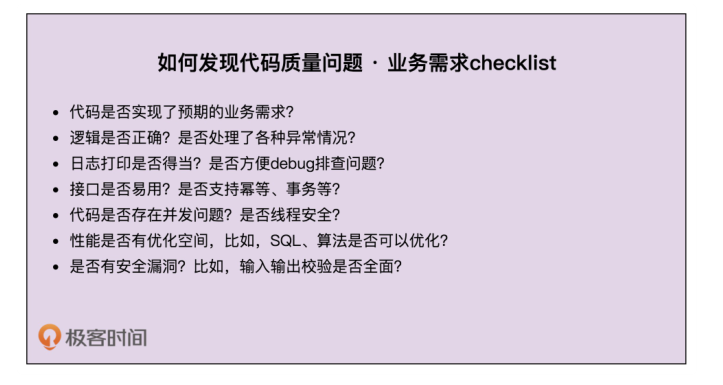 如何发现代码质量问题 · 业务需求checklist
• 代码是否实现了预期的业务需求?
• 逻辑是否正确? 是否处理了各种异常情况?
• 日志打印是否得当? 是否方便debug排查问题?
• 接口是否易用? 是否支持幂等、事务等?
• 代码是否存在并发问题? 是否线程安全?
• 性能是否有优化空间, 比如, SQL、算法是否可以优化?
• 是否有安全漏洞? 比如, 输入输出校验是否全面?
极客时间